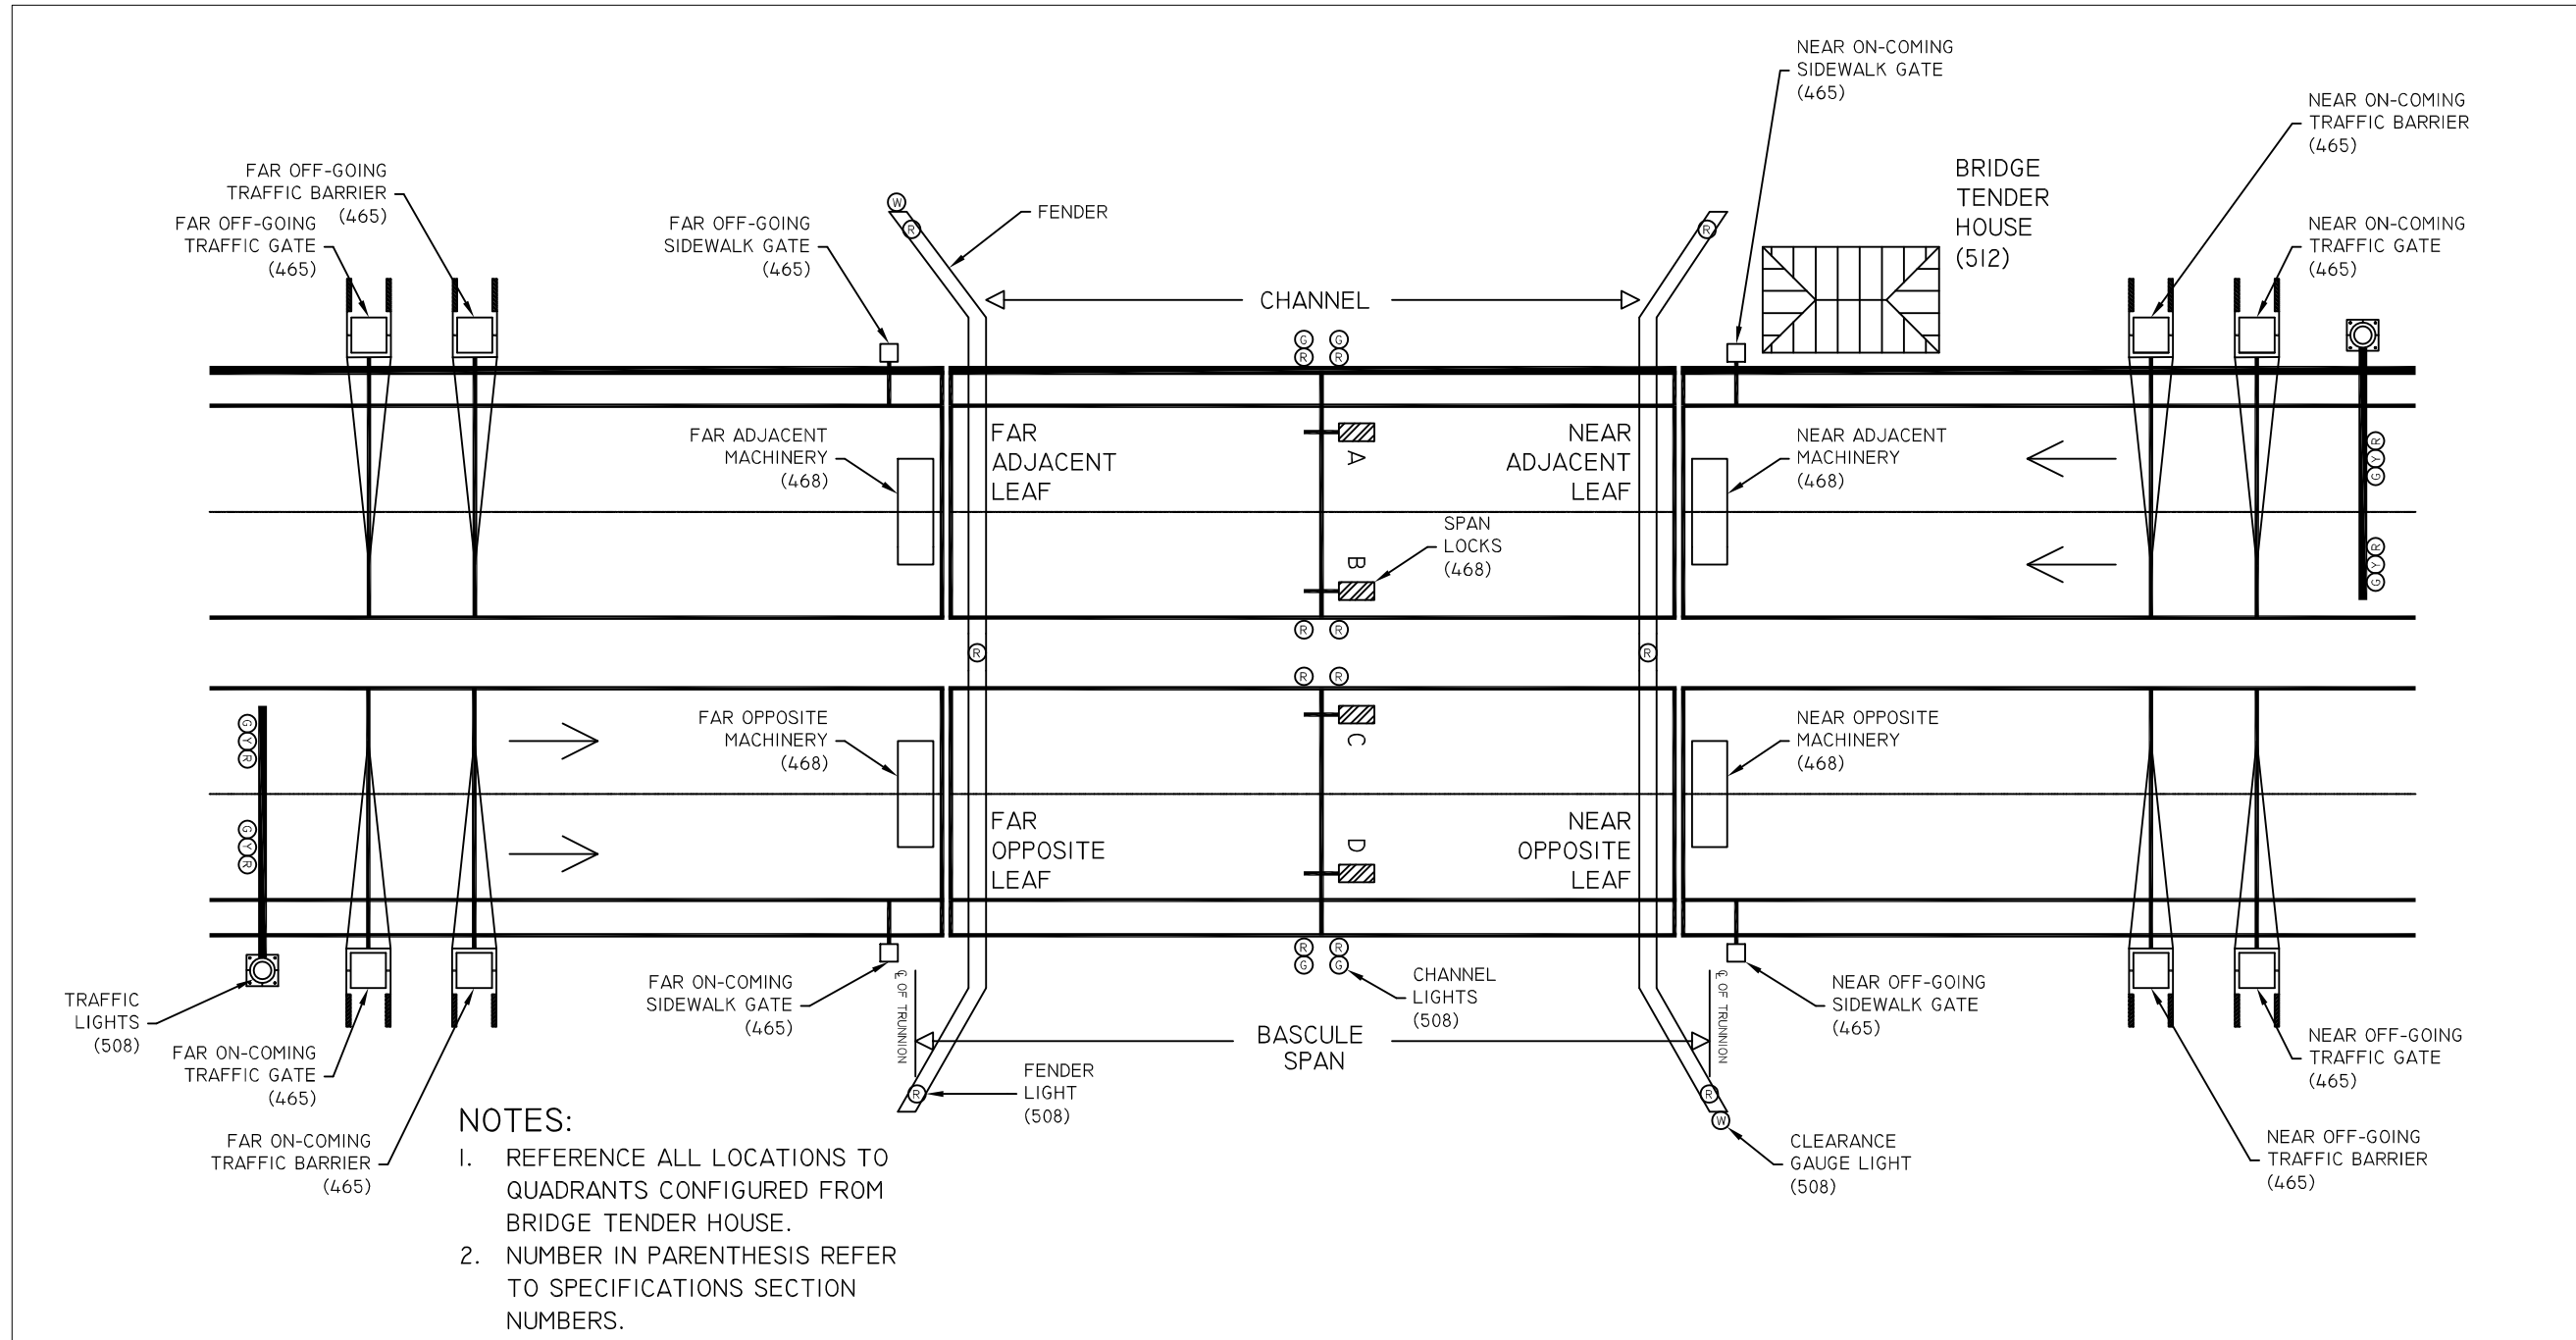 NEAR ON-COMING
SIDEWALK GATE
(465)
NEAR ON-COMING
TRAFFIC BARRIER
(465)
FAR OFF-GOING
TRAFFIC BARRIER
(465)
BRIDGE
TENDER
HOUSE
(512)
FAR OFF-GOING
TRAFFIC GATE
(465)
FAR OFF-GOING
SIDEWALK GATE
(465)
W
R
FENDER
R
NEAR ON-COMING
TRAFFIC GATE
(465)
CHANNEL
G G
R R
FAR ADJACENT
MACHINERY
(468)
FAR
ADJACENT
LEAF
A
NEAR
ADJACENT
LEAF
NEAR ADJACENT
MACHINERY
(468)
R
Y
G
SPAN
LOCKS
(468)
B
R
Y
G
R R
R
R
R R
G
Y
R
FAR OPPOSITE
MACHINERY
(468)
C
NEAR OPPOSITE
MACHINERY
(468)
G
Y
R
FAR
OPPOSITE
LEAF
D
NEAR
OPPOSITE
LEAF
R R
G G
TRAFFIC
LIGHTS
(508)
FAR ON-COMING
SIDEWALK GATE
(465)
℄ OF TRUNNION
CHANNEL
LIGHTS
(508)
℄ OF TRUNNION
NEAR OFF-GOING
SIDEWALK GATE
(465)
BASCULE
SPAN
FAR ON-COMING
TRAFFIC GATE
(465)
NEAR OFF-GOING
TRAFFIC GATE
(465)
R
FENDER
LIGHT
(508)
R
W
CLEARANCE
GAUGE LIGHT
(508)
FAR ON-COMING
TRAFFIC BARRIER
(465)
NEAR OFF-GOING
TRAFFIC BARRIER
(465)
NOTES:
1. REFERENCE ALL LOCATIONS TO
QUADRANTS CONFIGURED FROM
BRIDGE TENDER HOUSE.
2. NUMBER IN PARENTHESIS REFER
TO SPECIFICATIONS SECTION
NUMBERS.